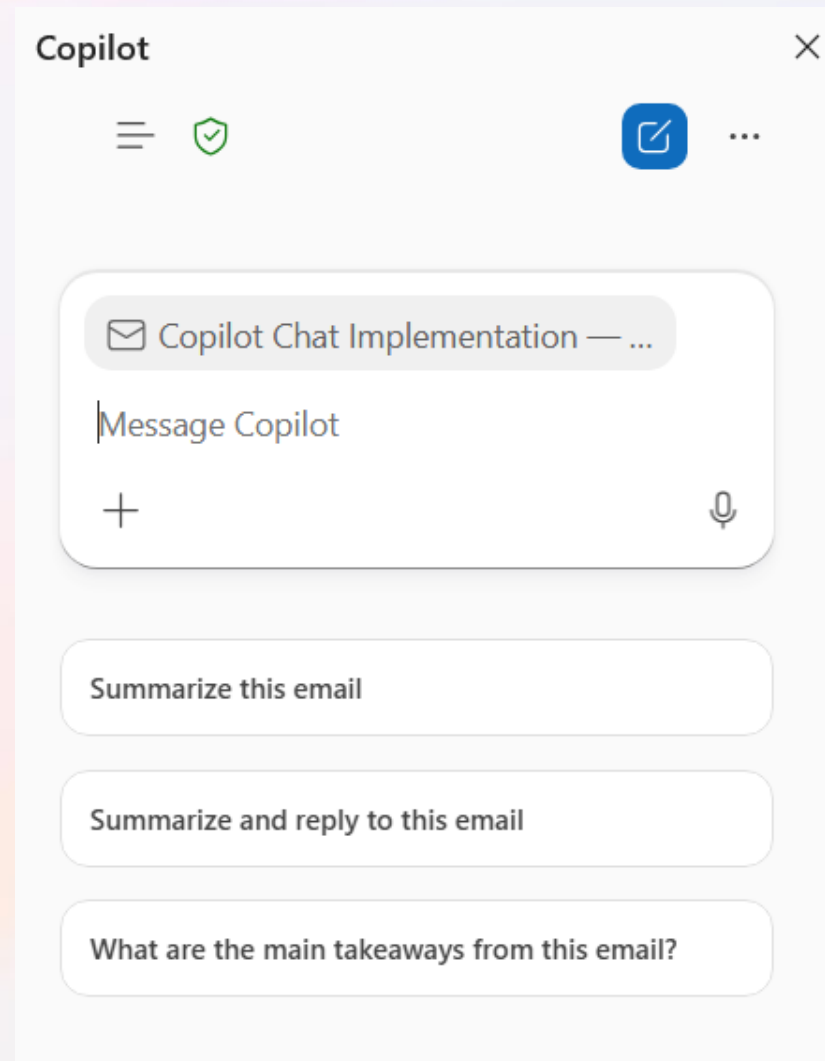 Copilot
Copilot Chat Implementation — ...
Message Copilot
Summarize this email
Summarize and reply to this email
What are the main takeaways from this email?